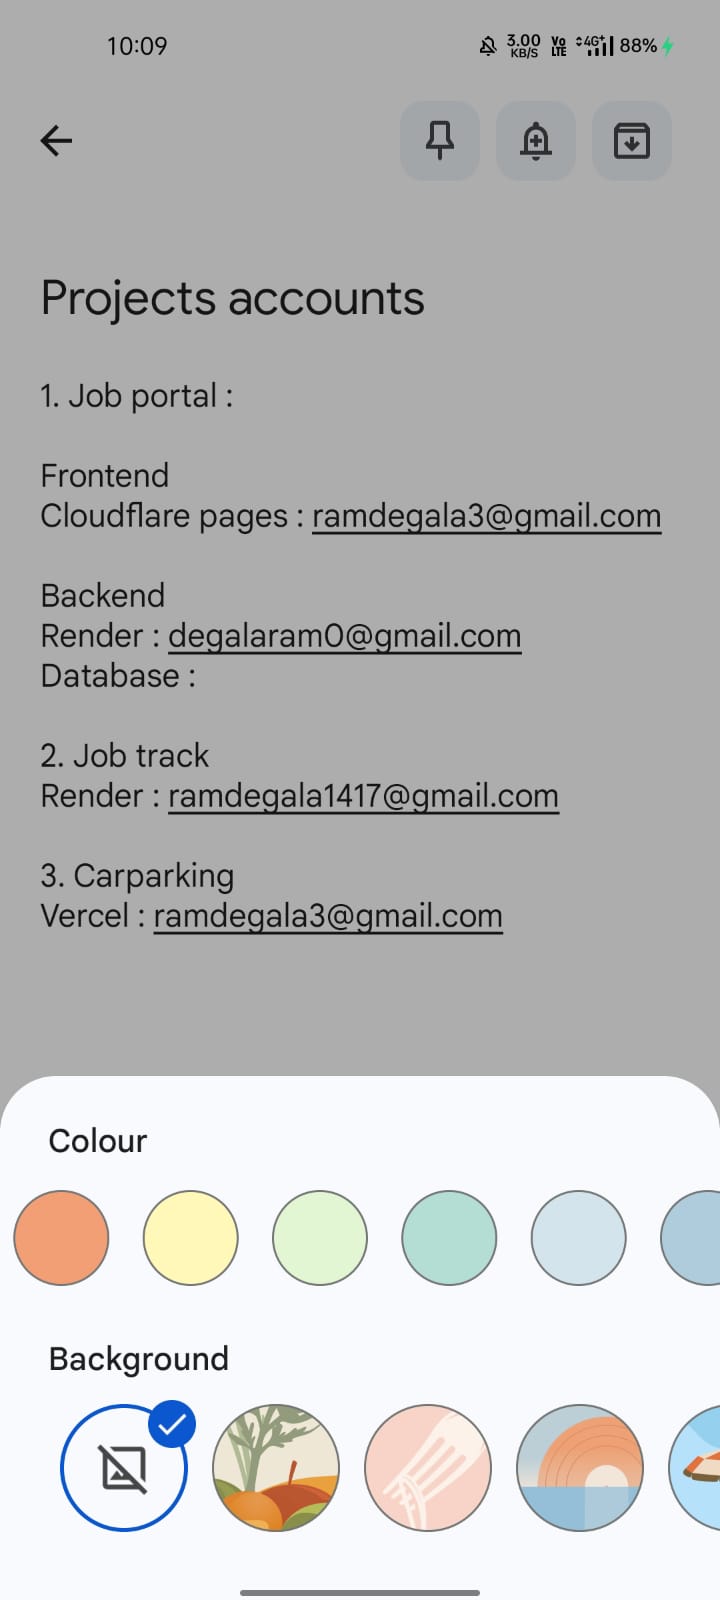 10:09
3.00 KB/S Vo LTE 4G+ 88%
Projects accounts
1. Job portal :
Frontend
Cloudflare pages : ramdegala3@gmail.com
Backend
Render : degalaram0@gmail.com
Database :
2. Job track
Render : ramdegala1417@gmail.com
3. Carparking
Vercel : ramdegala3@gmail.com
Colour
Background